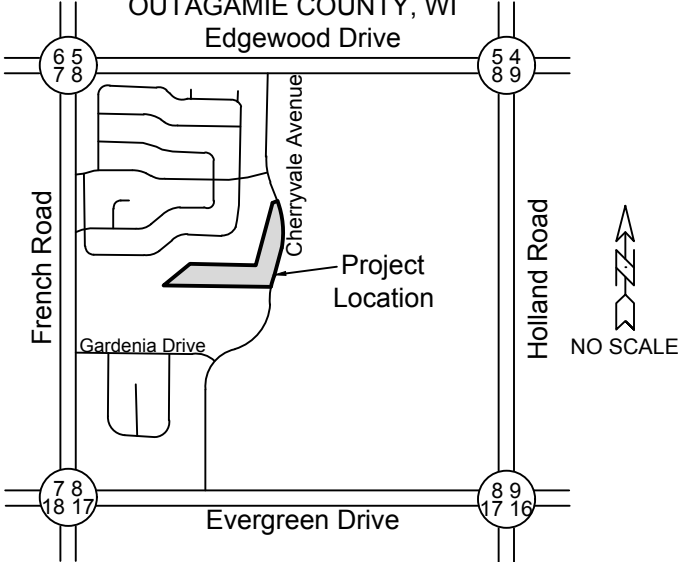 OUTAGAMIE COUNTY, WI
Edgewood Drive
6 5
7 8
5 4
8 9
Cherryvale Avenue
French Road
Project
Location
Holland Road
N
NO SCALE
Gardenia Drive
7 8
18 17
8 9
17 16
Evergreen Drive